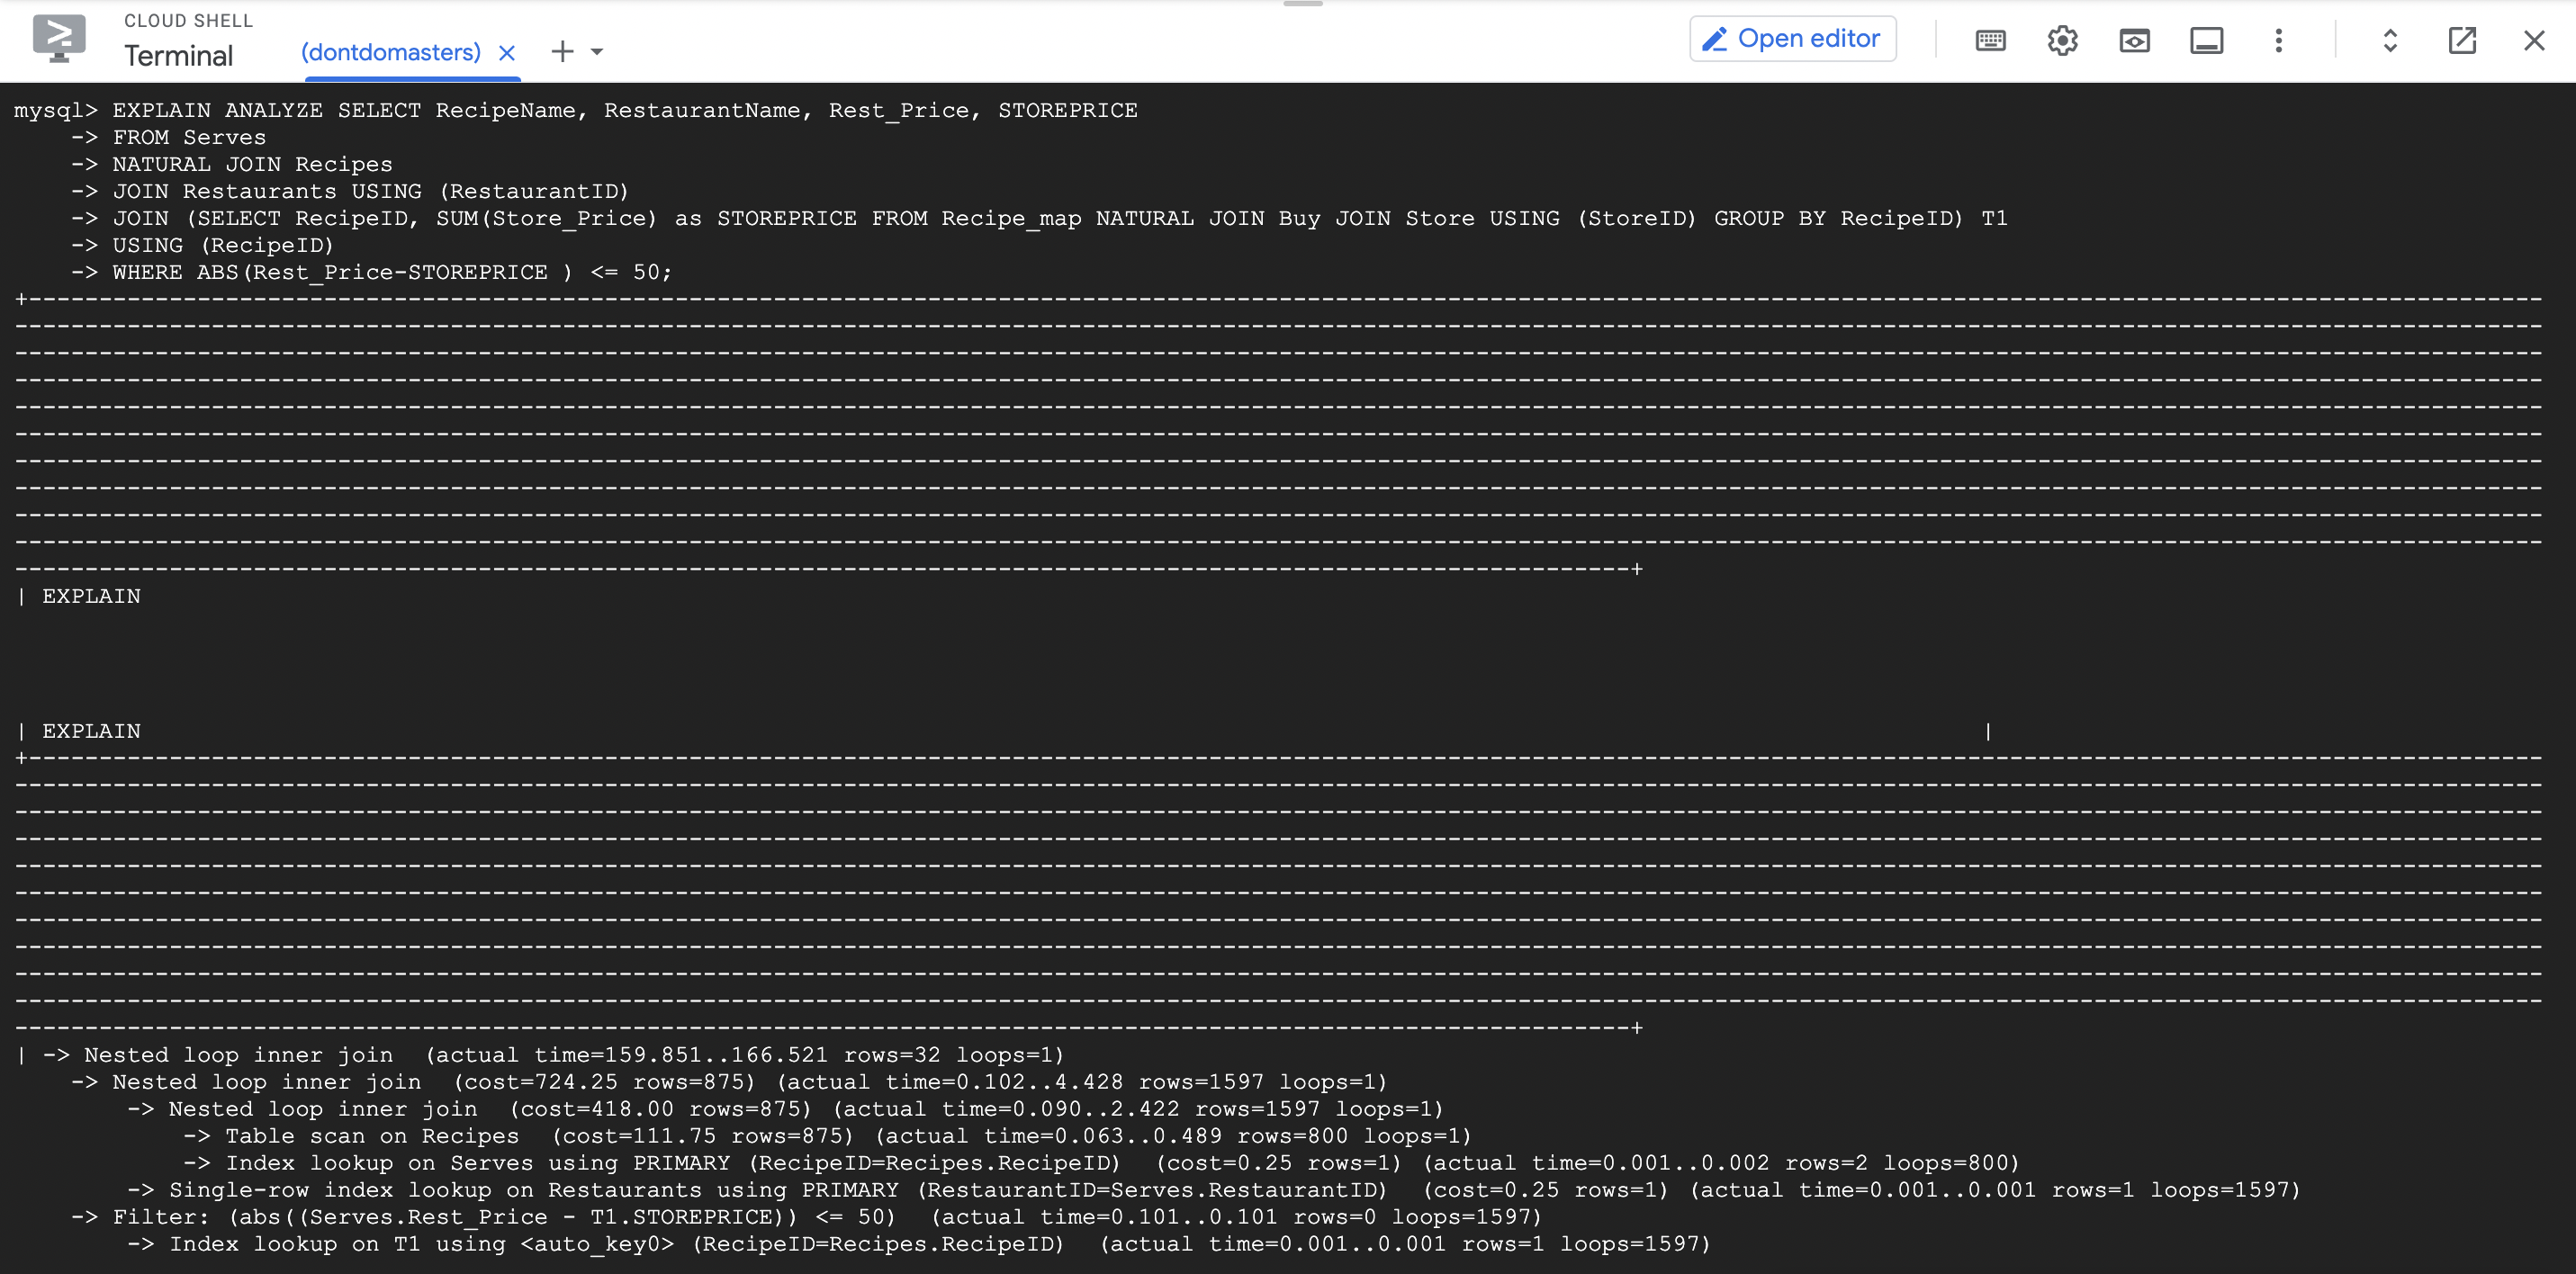 CLOUD SHELL
Terminal
(dontdomasters)
Open editor
mysql> EXPLAIN ANALYZE SELECT RecipeName, RestaurantName, Rest_Price, STOREPRICE
    -> FROM Serves
    -> NATURAL JOIN Recipes
    -> JOIN Restaurants USING (RestaurantID)
    -> JOIN (SELECT RecipeID, SUM(Store_Price) as STOREPRICE FROM Recipe_map NATURAL JOIN Buy JOIN Store USING (StoreID) GROUP BY RecipeID) T1
    -> USING (RecipeID)
    -> WHERE ABS(Rest_Price-STOREPRICE ) <= 50;
| EXPLAIN
| EXPLAIN |
| -> Nested loop inner join  (actual time=159.851..166.521 rows=32 loops=1)
    -> Nested loop inner join  (cost=724.25 rows=875) (actual time=0.102..4.428 rows=1597 loops=1)
        -> Nested loop inner join  (cost=418.00 rows=875) (actual time=0.090..2.422 rows=1597 loops=1)
            -> Table scan on Recipes  (cost=111.75 rows=875) (actual time=0.063..0.489 rows=800 loops=1)
            -> Index lookup on Serves using PRIMARY (RecipeID=Recipes.RecipeID)  (cost=0.25 rows=1) (actual time=0.001..0.002 rows=2 loops=800)
        -> Single-row index lookup on Restaurants using PRIMARY (RestaurantID=Serves.RestaurantID)  (cost=0.25 rows=1) (actual time=0.001..0.001 rows=1 loops=1597)
    -> Filter: (abs((Serves.Rest_Price - T1.STOREPRICE)) <= 50)  (actual time=0.101..0.101 rows=0 loops=1597)
        -> Index lookup on T1 using <auto_key0> (RecipeID=Recipes.RecipeID)  (actual time=0.001..0.001 rows=1 loops=1597)